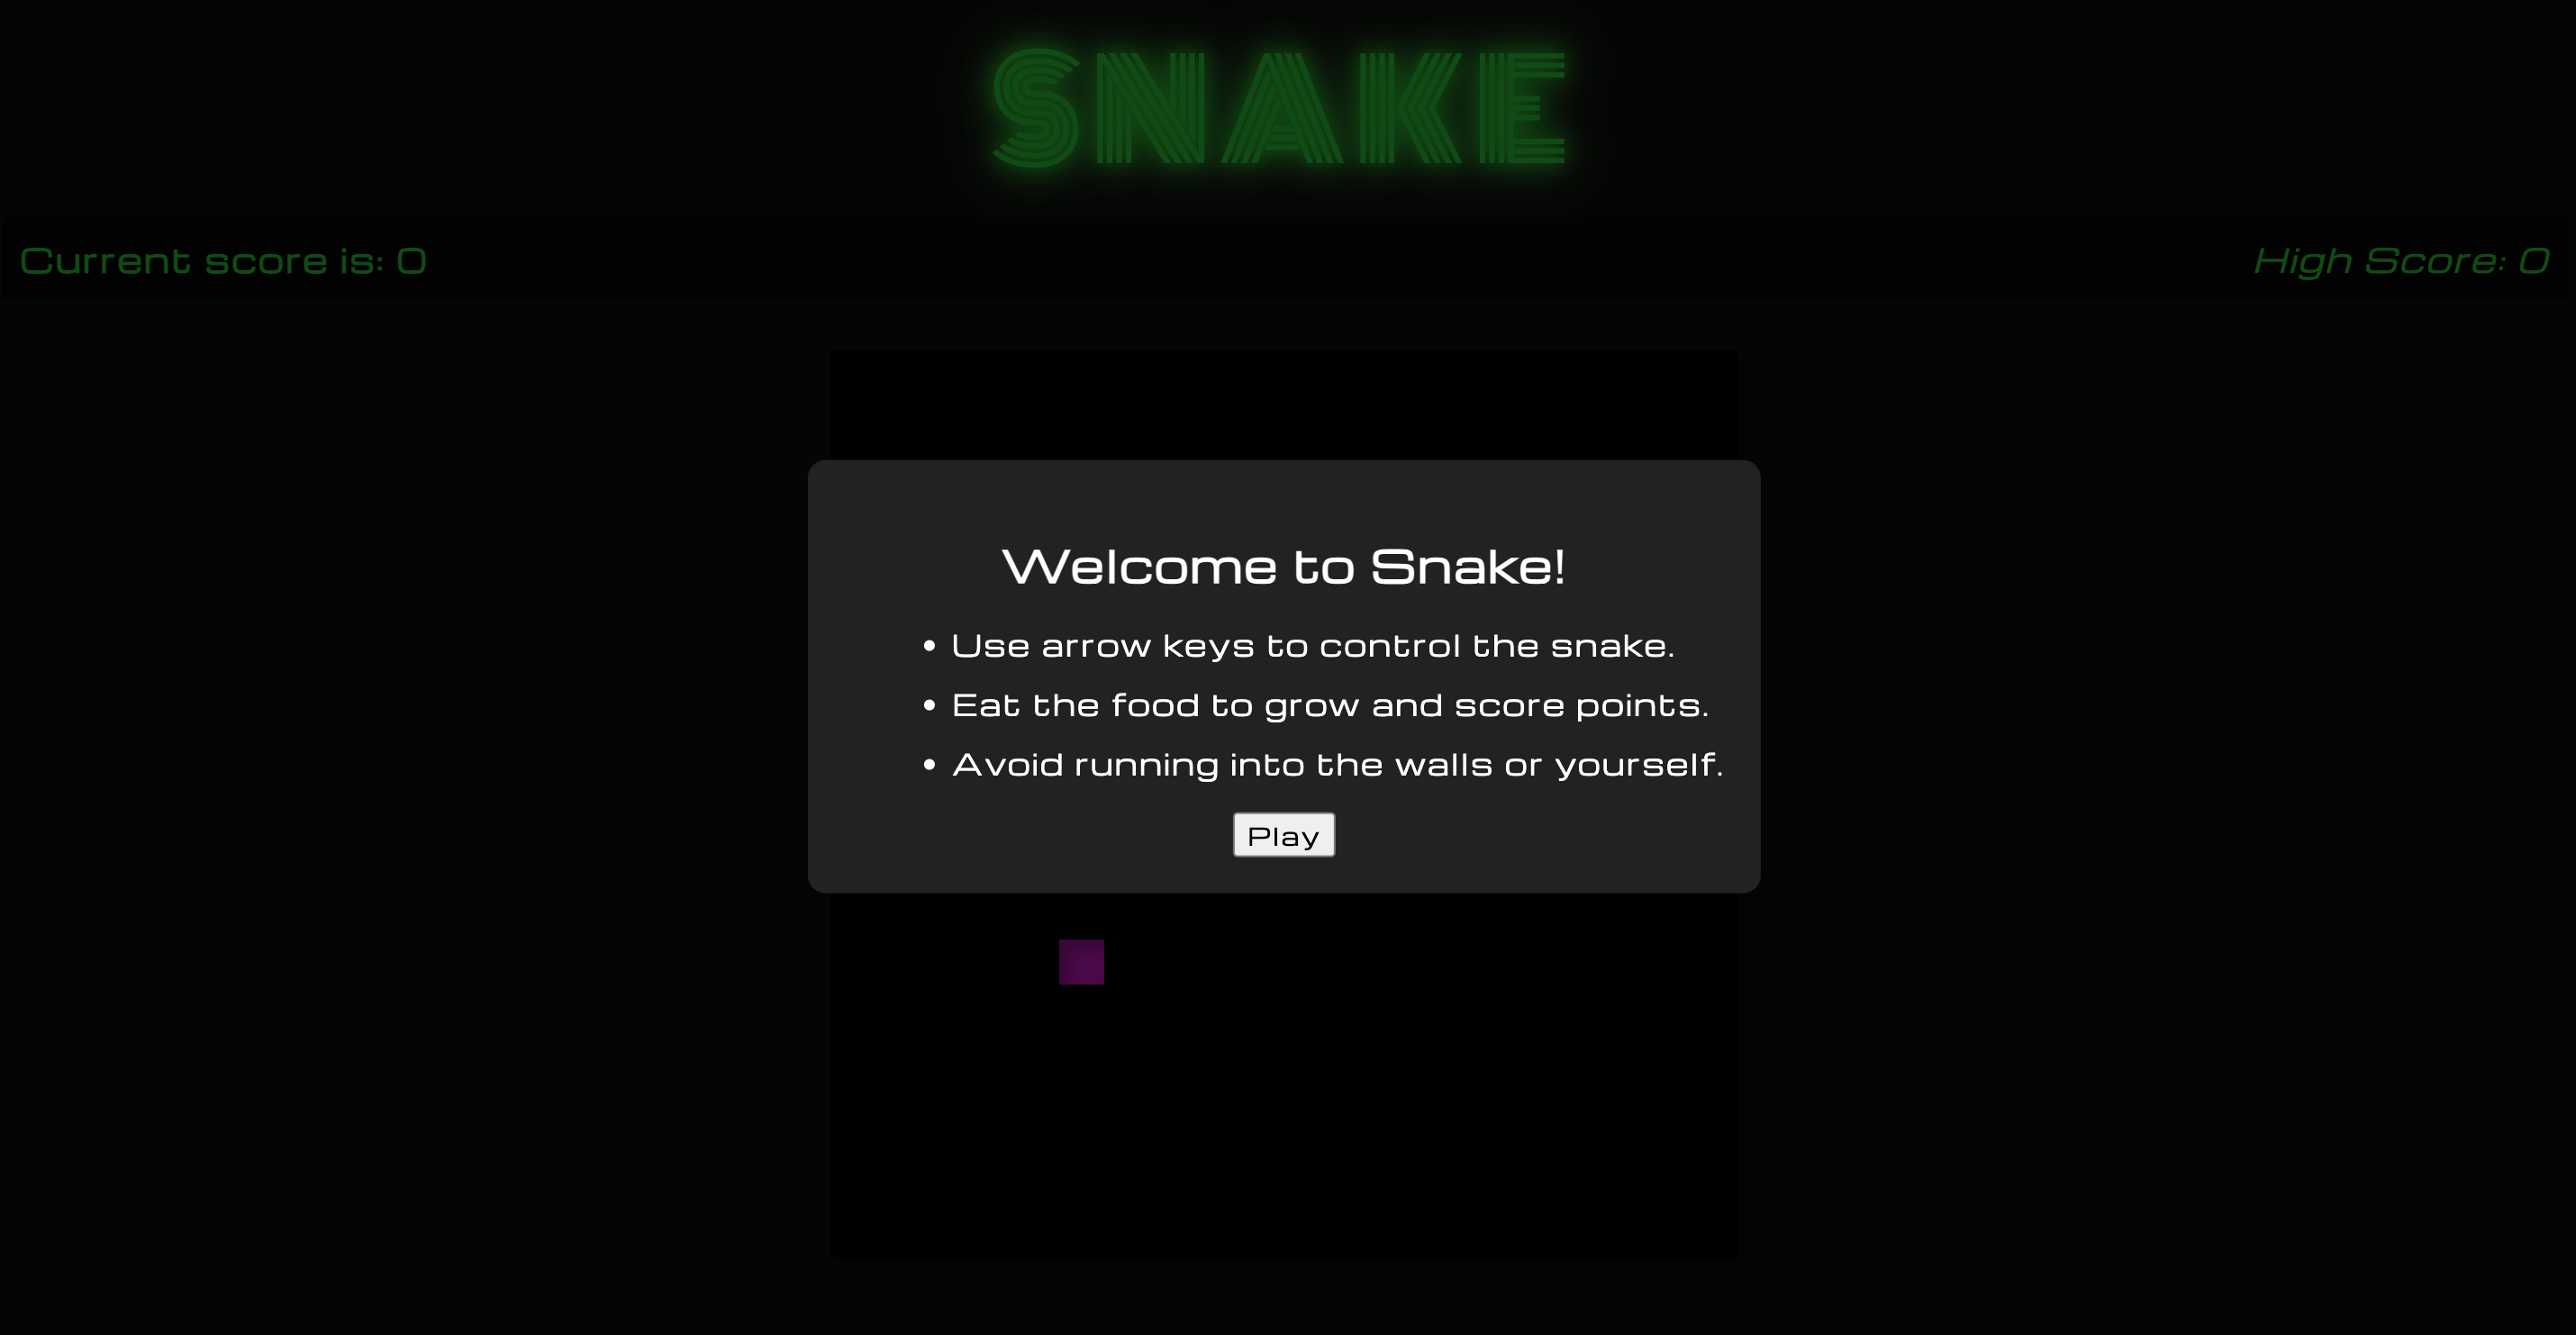 SNAKE
Current score is: 0
High Score: 0
Welcome to Snake!
• Use arrow keys to control the snake.
• Eat the food to grow and score points.
• Avoid running into the walls or yourself.
Play